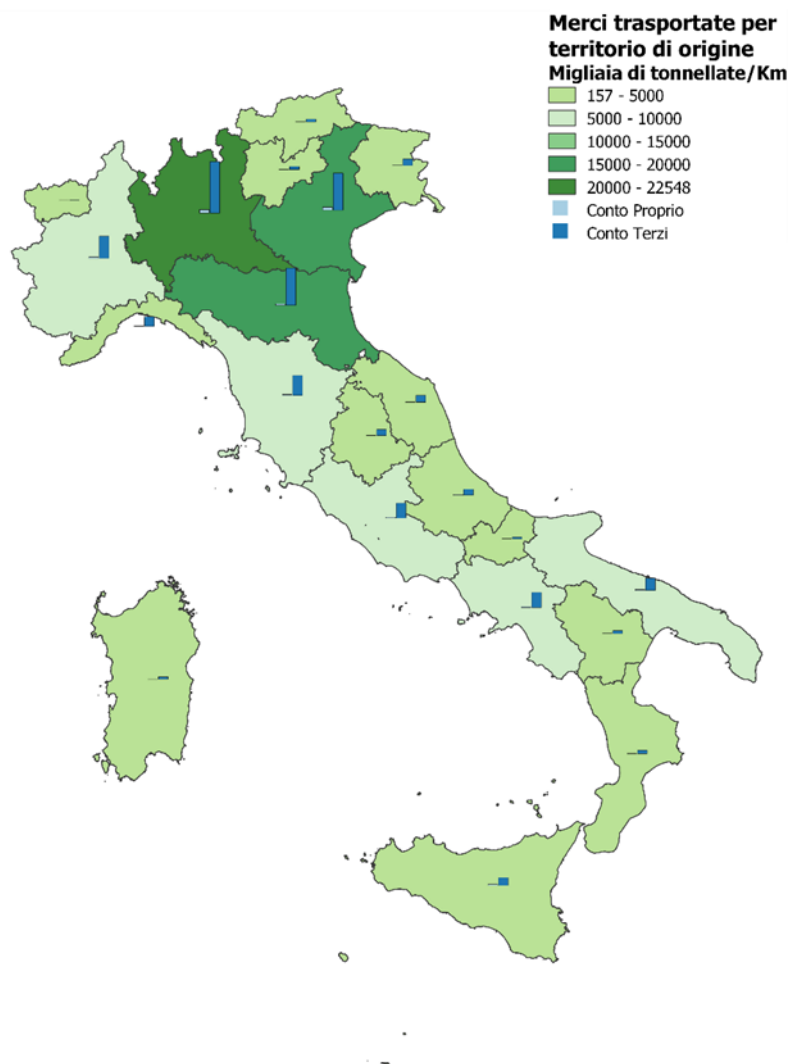 Merci trasportate per
territorio di origine
Migliaia di tonnellate/Km
157 - 5000
5000 - 10000
10000 - 15000
15000 - 20000
20000 - 22548
Conto Proprio
Conto Terzi